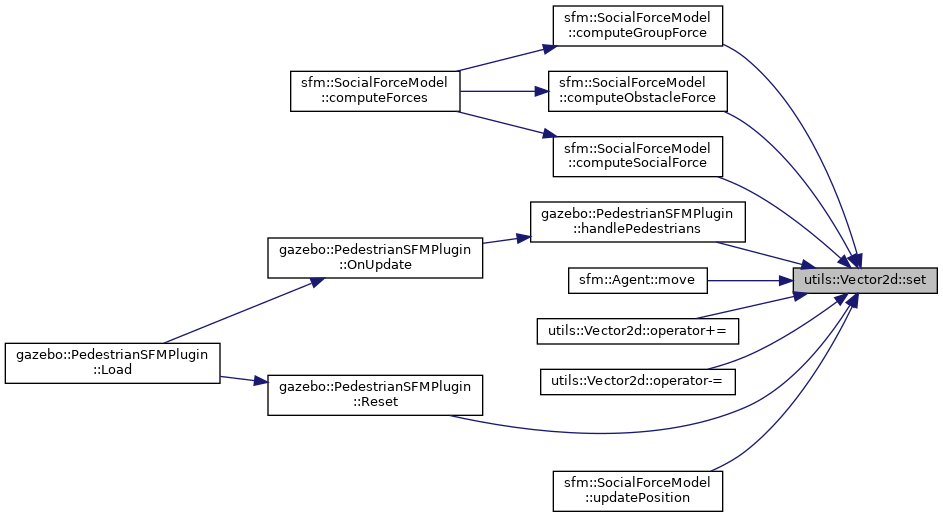 sfm::SocialForceModel
::computeGroupForce
sfm::SocialForceModel
::computeForces
sfm::SocialForceModel
::computeObstacleForce
sfm::SocialForceModel
::computeSocialForce
gazebo::PedestrianSFMPlugin
::handlePedestrians
gazebo::PedestrianSFMPlugin
::OnUpdate
sfm::Agent::move
utils::Vector2d::set
utils::Vector2d::operator+=
gazebo::PedestrianSFMPlugin
::Load
utils::Vector2d::operator-=
gazebo::PedestrianSFMPlugin
::Reset
sfm::SocialForceModel
::updatePosition